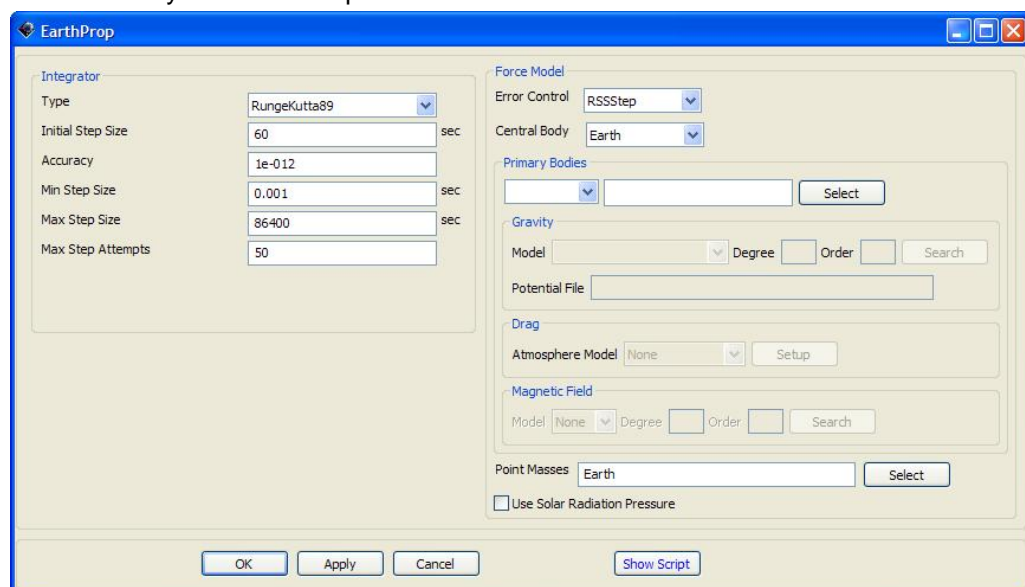 EarthProp
Integrator
Type RungeKutta89
Initial Step Size 60 sec
Accuracy 1e-012
Min Step Size 0.001 sec
Max Step Size 86400 sec
Max Step Attempts 50
Force Model
Error Control RSSStep
Central Body Earth
Primary Bodies
Select
Gravity
Model Degree Order Search
Potential File
Drag
Atmosphere Model None Setup
Magnetic Field
Model None Degree Order Search
Point Masses Earth Select
Use Solar Radiation Pressure
OK Apply Cancel Show Script